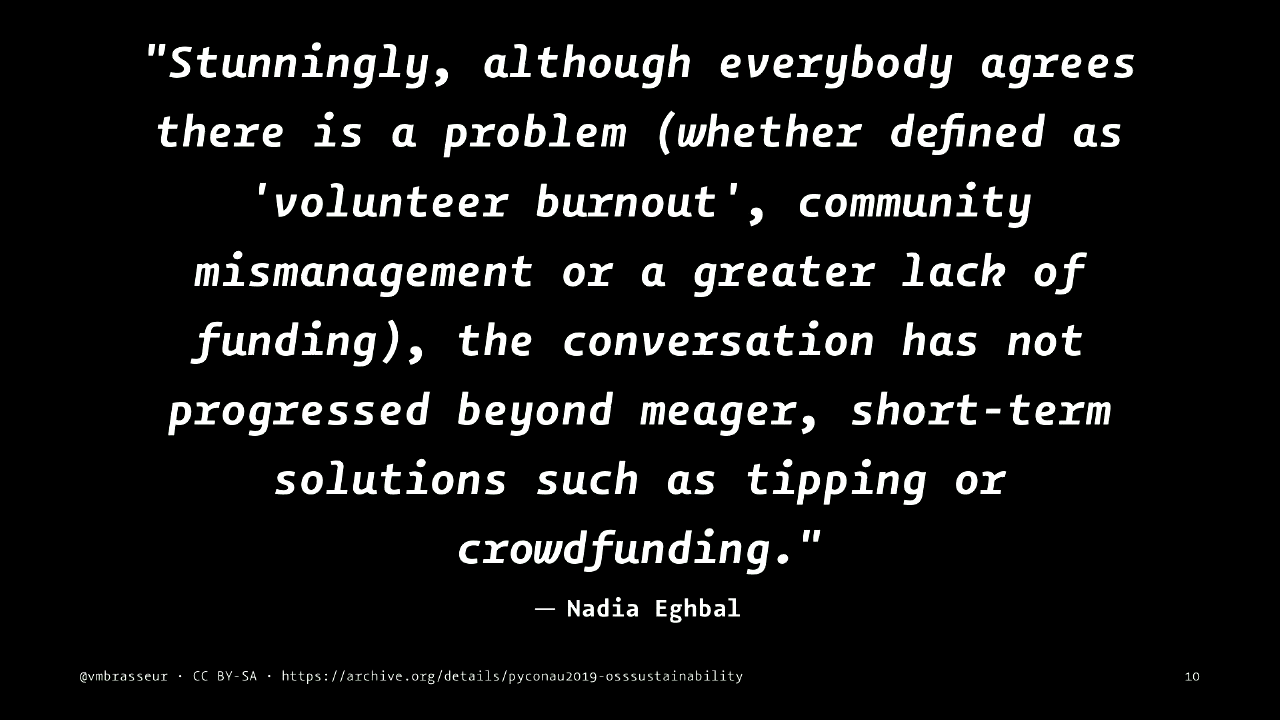 "Stunningly, although everybody agrees
there is a problem (whether defined as
'volunteer burnout', community
mismanagement or a greater lack of
funding), the conversation has not
progressed beyond meager, short-term
solutions such as tipping or
crowdfunding."
— Nadia Eghbal
@vmbrasseur · CC BY-SA · https://archive.org/details/pyconau2019-osssustainability 10